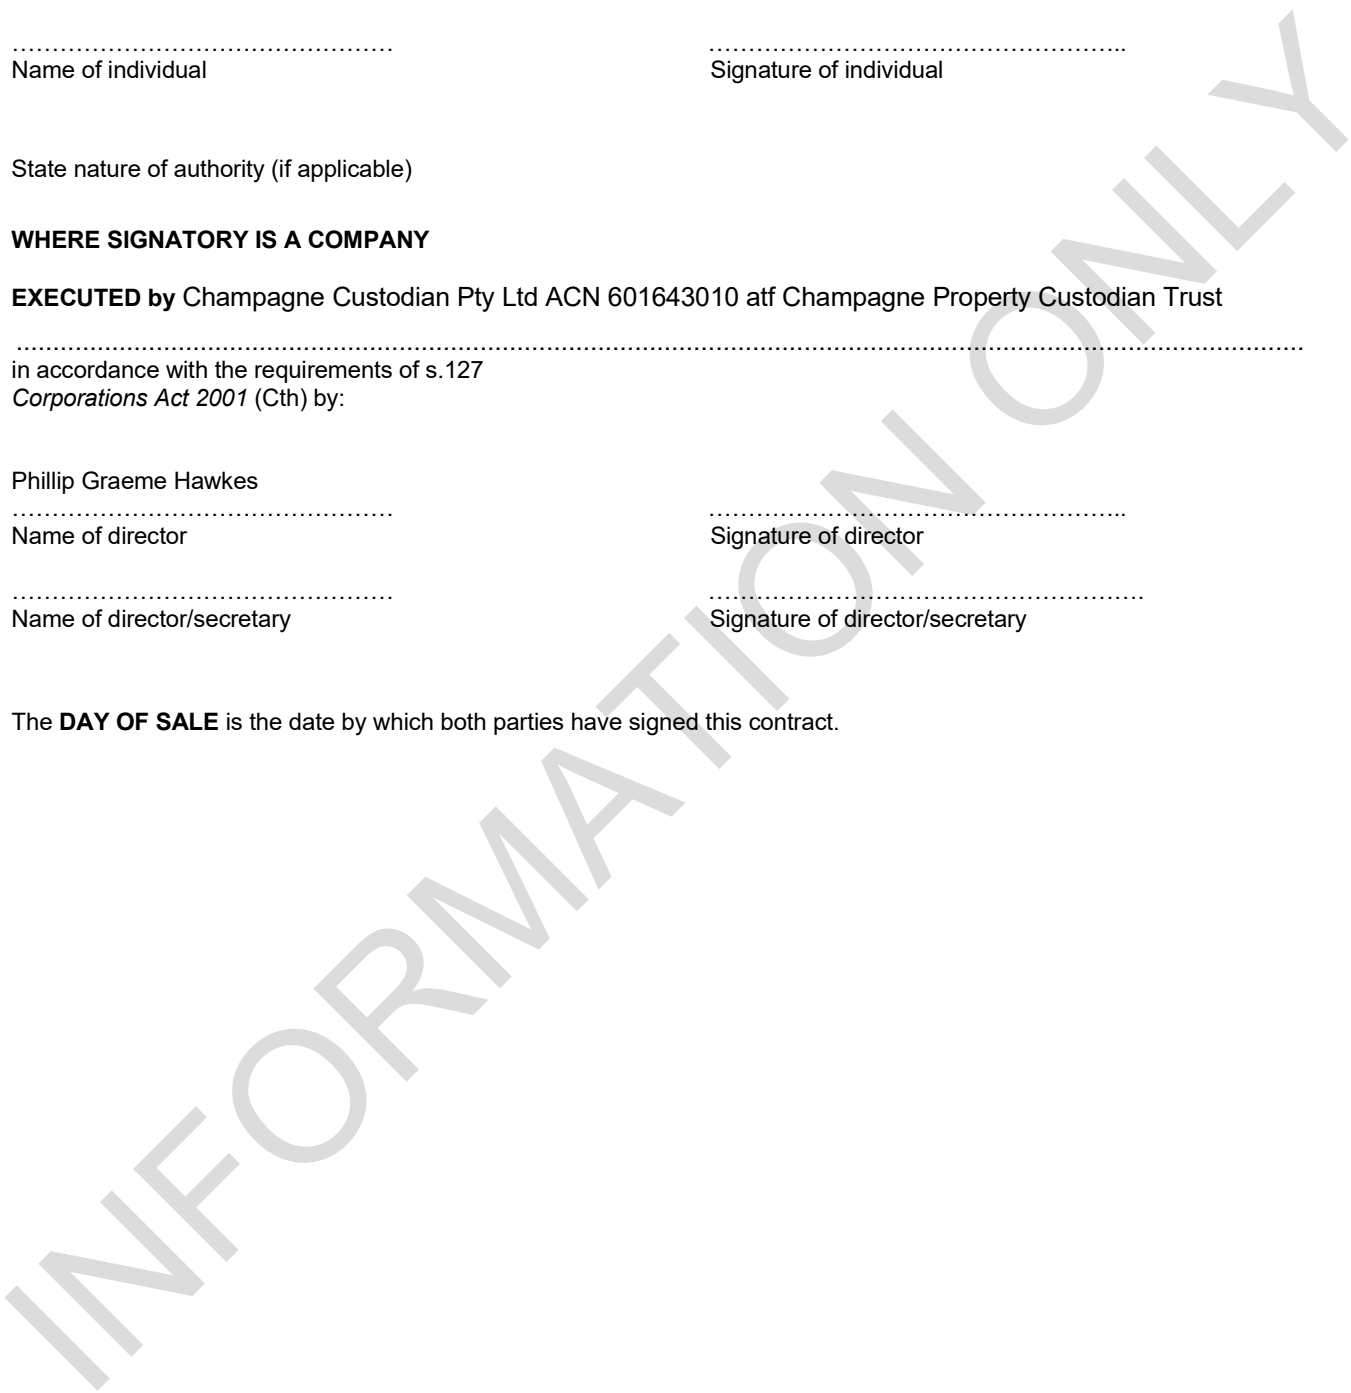 …………………………………………  ……………………………………………..
Name of individual  Signature of individual
State nature of authority (if applicable)
WHERE SIGNATORY IS A COMPANY
EXECUTED by Champagne Custodian Pty Ltd ACN 601643010 atf Champagne Property Custodian Trust
................................................................................................................................................................................
in accordance with the requirements of s.127
Corporations Act 2001 (Cth) by:
Phillip Graeme Hawkes
…………………………………………  ……………………………………………..
Name of director  Signature of director
…………………………………………  ……………………………………………….
Name of director/secretary  Signature of director/secretary
The DAY OF SALE is the date by which both parties have signed this contract.
INFORMATION ONLY